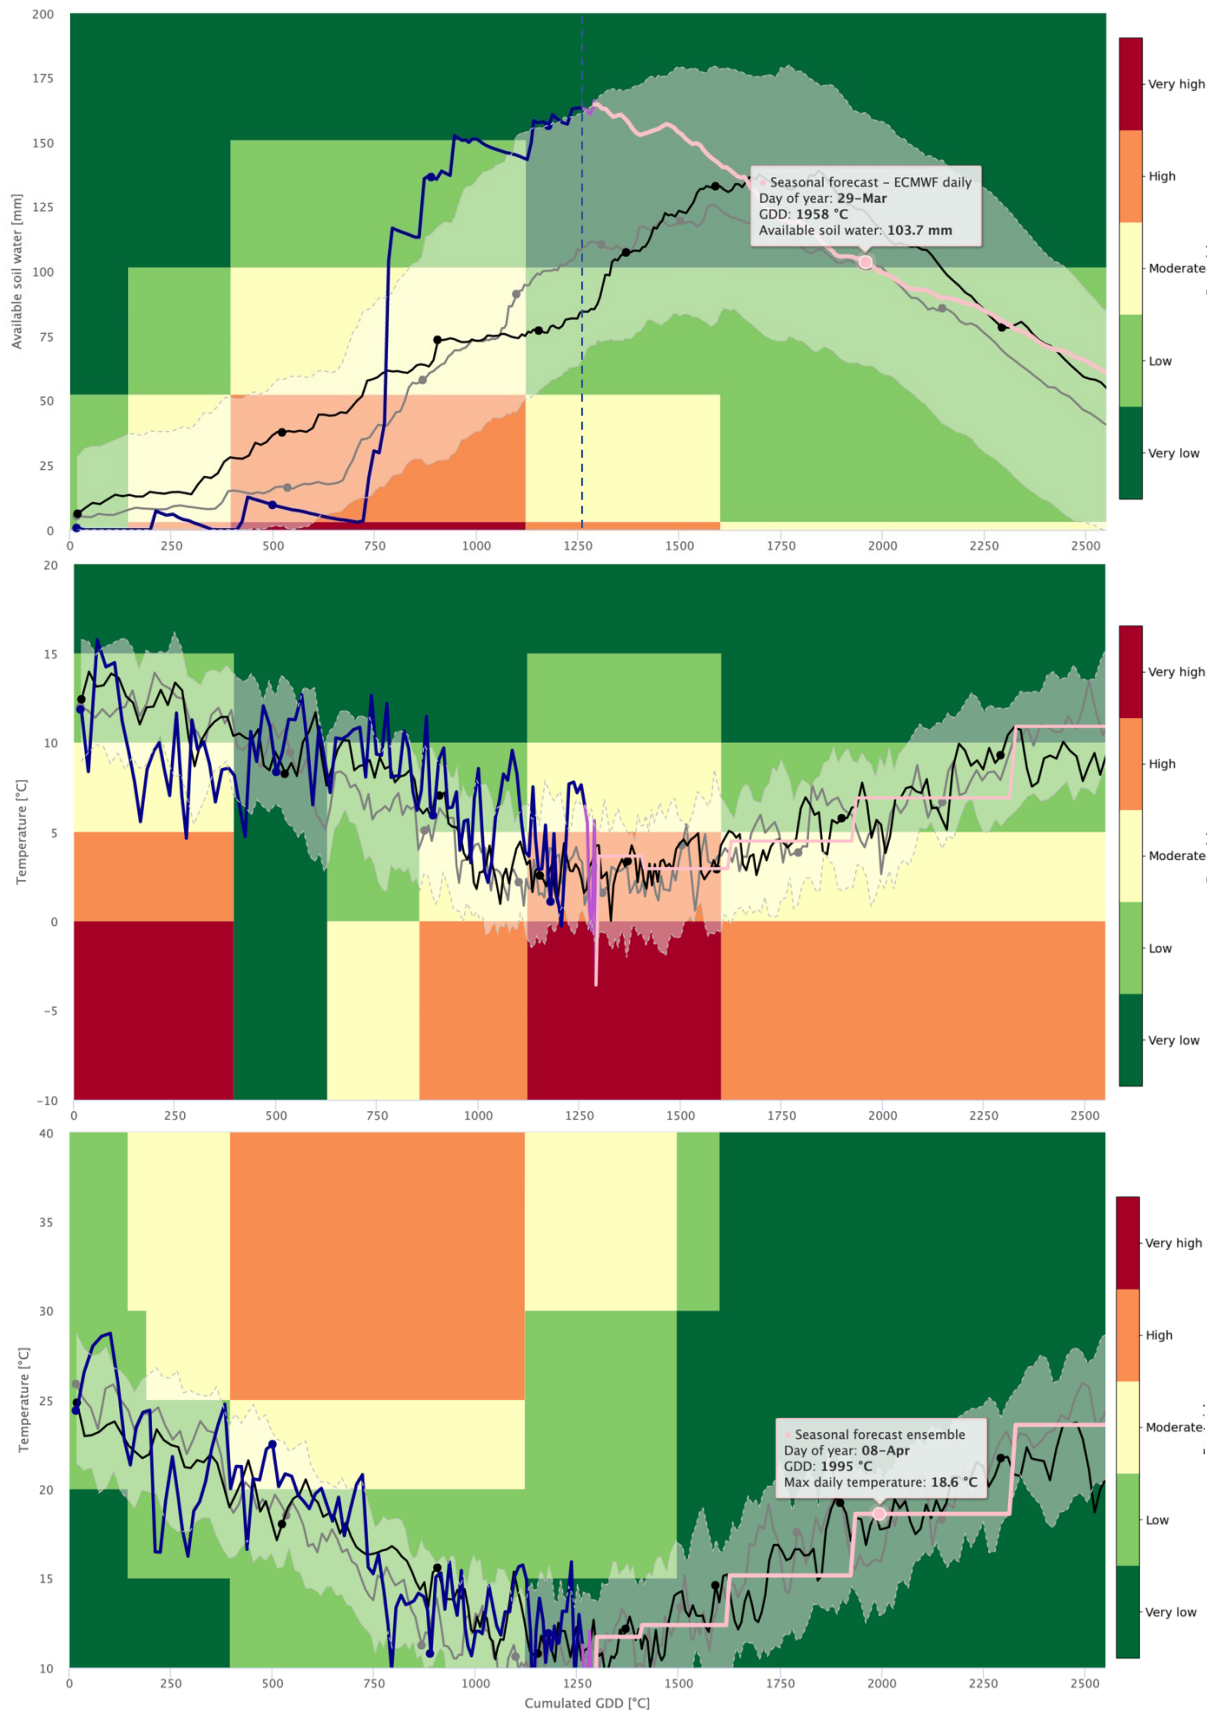 200
175
150
125
100
75
50
25
0
Available soil water [mm]
0 250 500 750 1000 1250 1500 1750 2000 2250 2500
Seasonal forecast - ECMWF daily
Day of year: 29-Mar
GDD: 1958 °C
Available soil water: 103.7 mm
Very high
High
Moderate
Low
Very low
20
15
10
5
0
-5
-10
Temperature [°C]
0 250 500 750 1000 1250 1500 1750 2000 2250 2500
Very high
High
Moderate
Low
Very low
40
35
30
25
20
15
10
Temperature [°C]
0 250 500 750 1000 1250 1500 1750 2000 2250 2500
Cumulated GDD [°C]
Seasonal forecast ensemble
Day of year: 08-Apr
GDD: 1995 °C
Max daily temperature: 18.6 °C
Very high
High
Moderate
Low
Very low